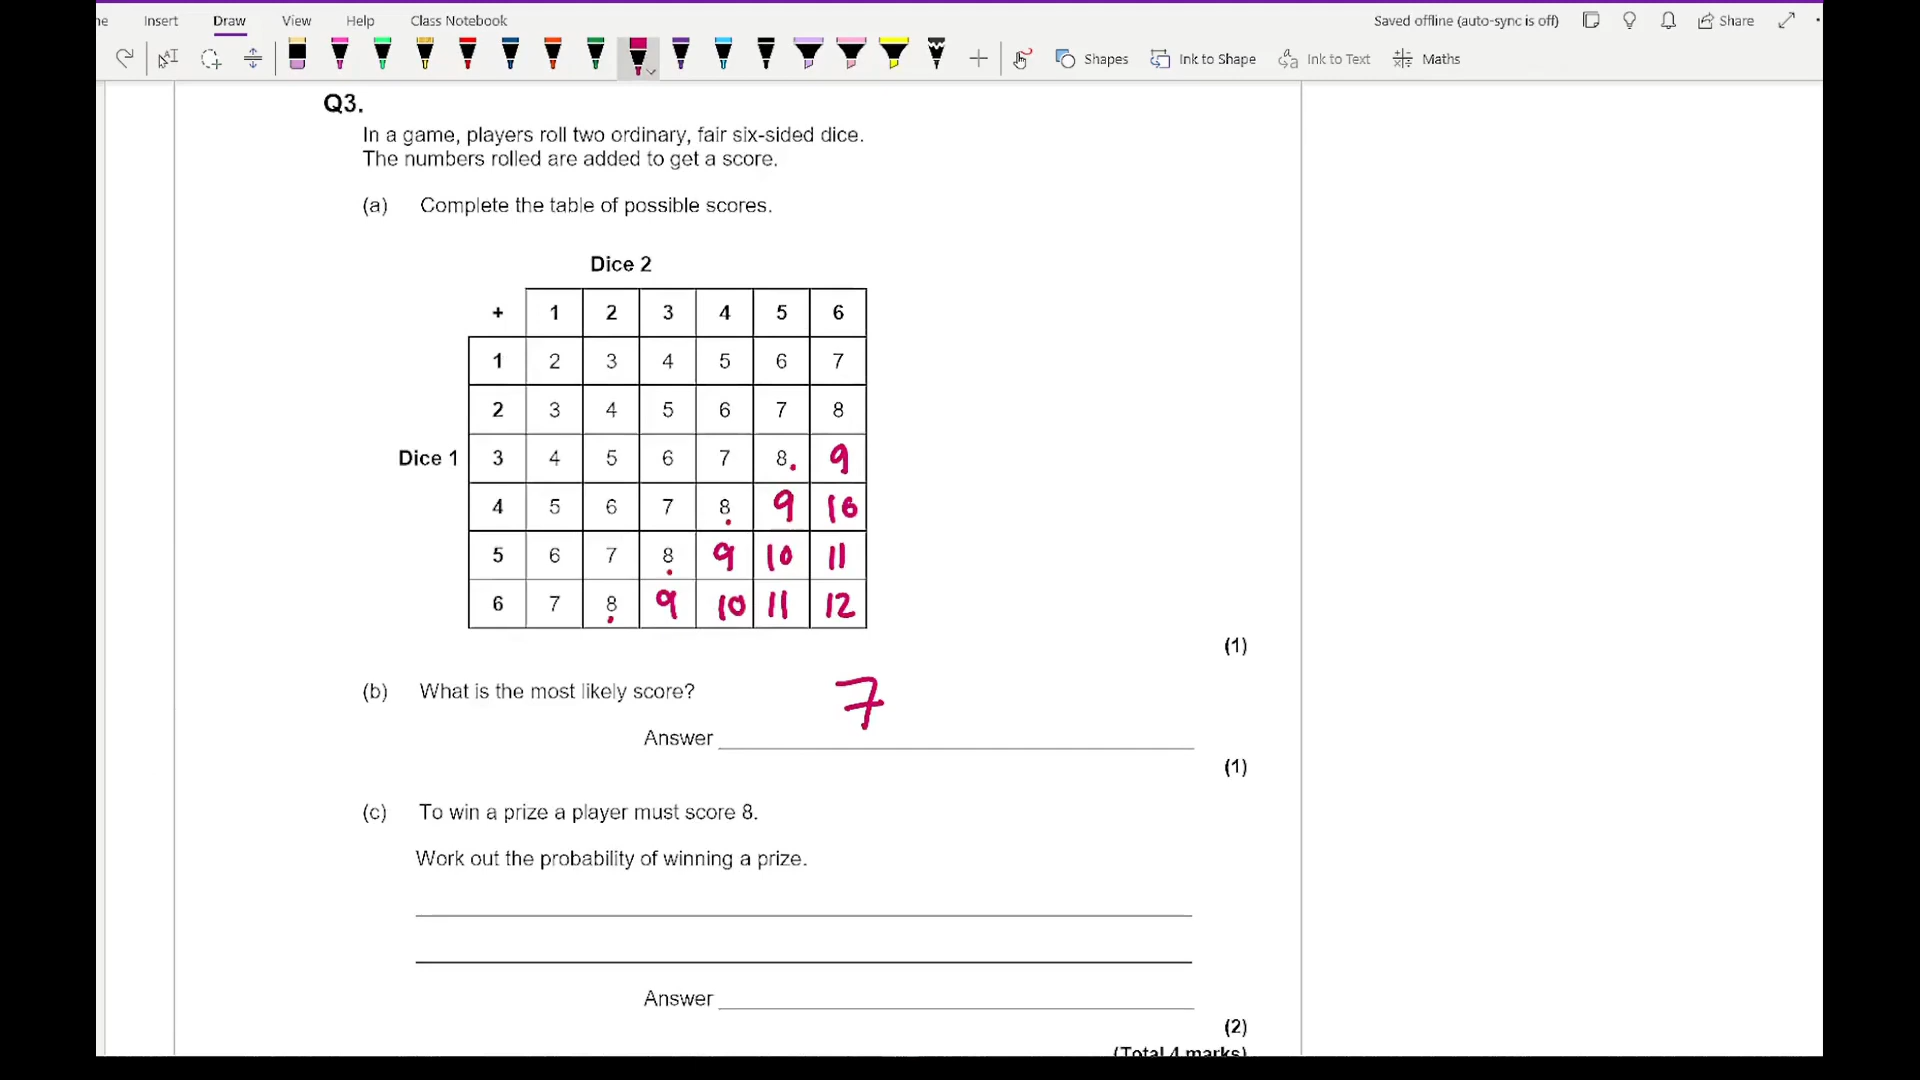 Insert Draw View Help Class Notebook Saved offline (auto-sync is off) Share
Shapes Ink to Shape Ink to Text Maths
Q3.
In a game, players roll two ordinary, fair six-sided dice.
The numbers rolled are added to get a score.
(a) Complete the table of possible scores.
Dice 2
+ 1 2 3 4 5 6
1 2 3 4 5 6 7
2 3 4 5 6 7 8
Dice 1 3 4 5 6 7 8 9
4 5 6 7 8 9 10
5 6 7 8 9 10 11
6 7 8 9 10 11 12
(1)
(b) What is the most likely score? 7
Answer
(1)
(c) To win a prize a player must score 8.
Work out the probability of winning a prize.
Answer
(2)
(Total 4 marks)